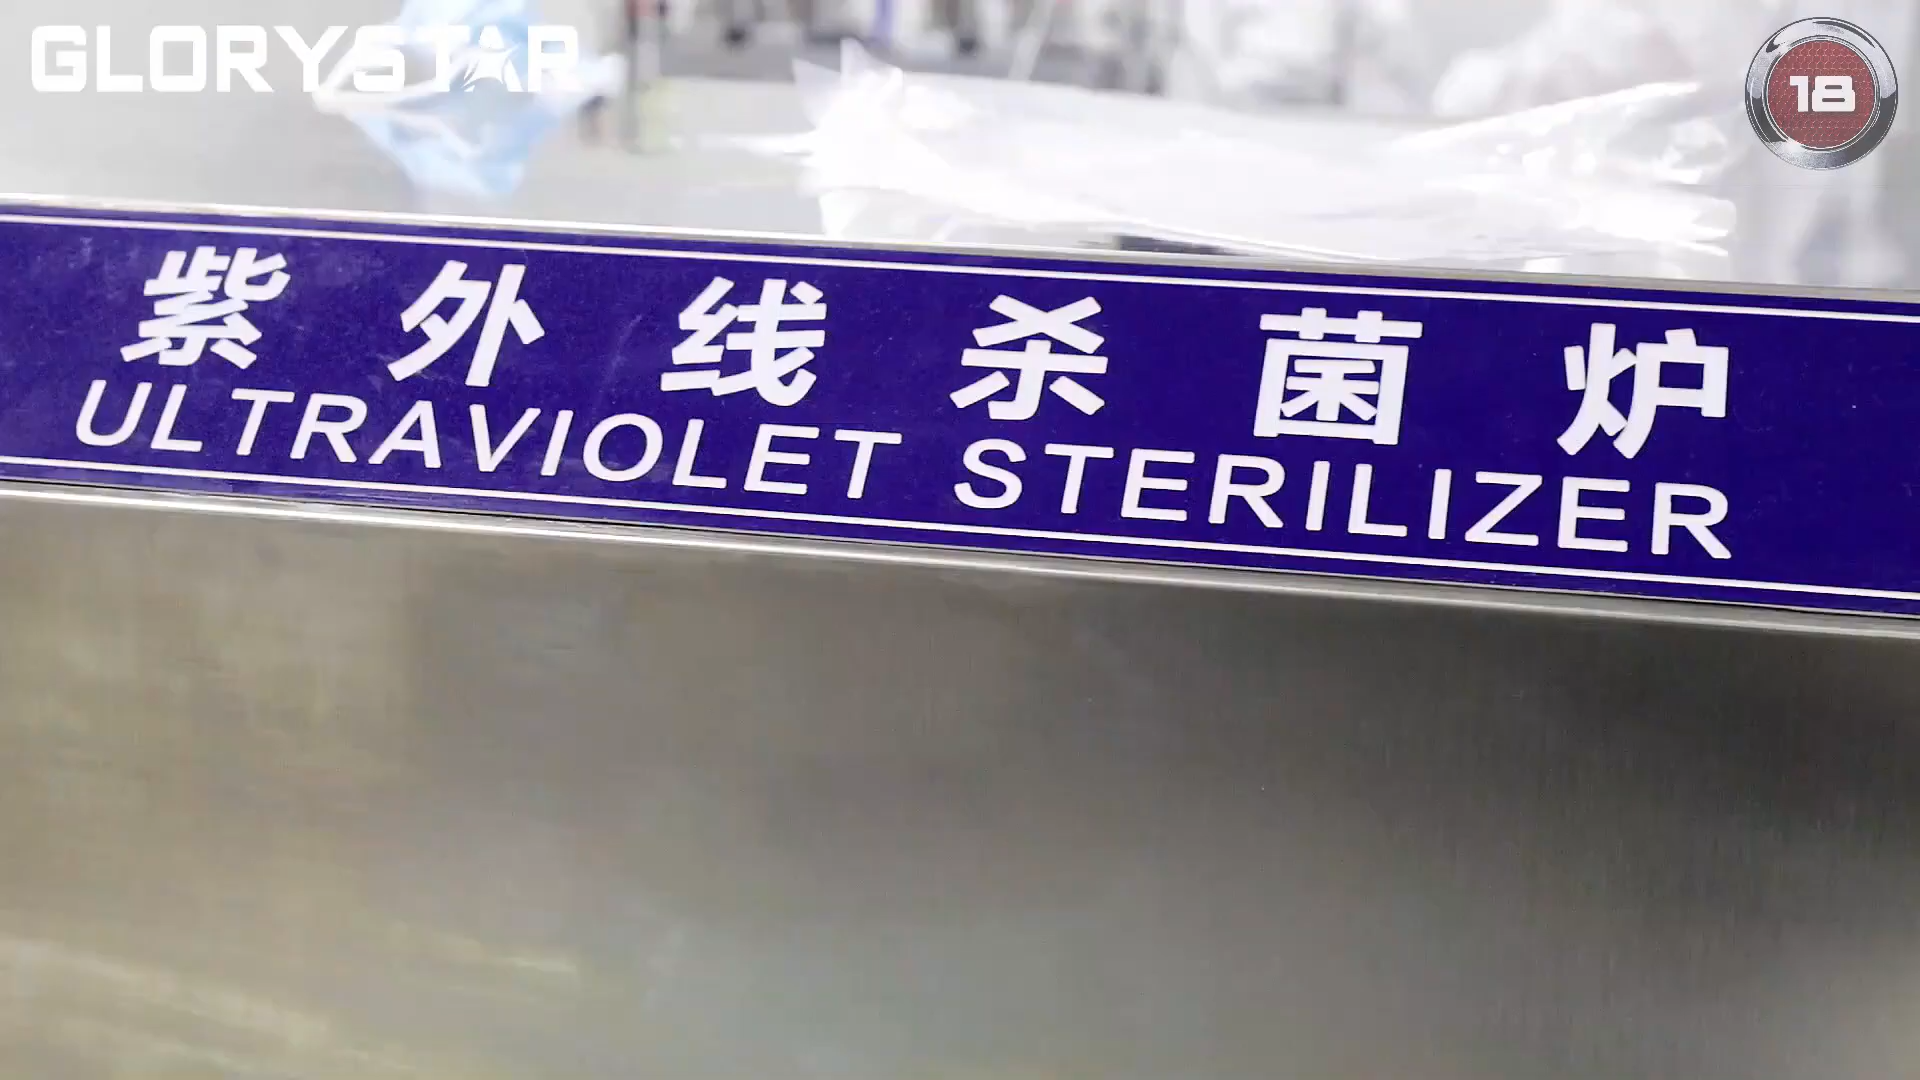 GLORYSTAR
18
紫外线杀菌炉
ULTRAVIOLET STERILIZER